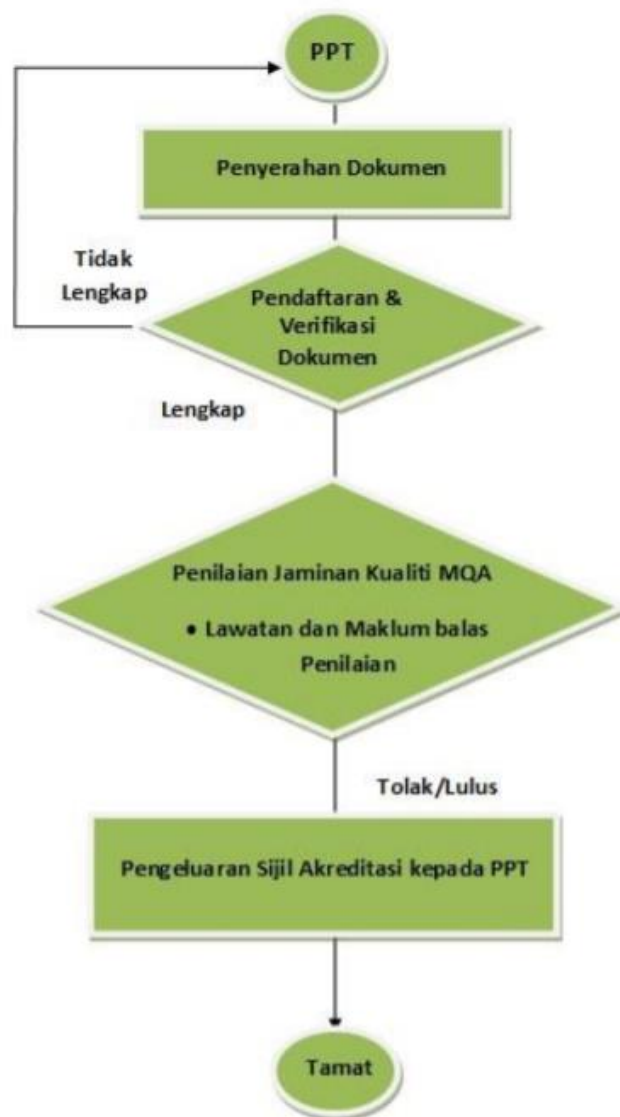 PPT
Penyerahan Dokumen
Tidak
Lengkap
Pendaftaran &
Verifikasi
Dokumen
Lengkap
Penilaian Jaminan Kualiti MQA
• Lawatan dan Maklum balas
Penilaian
Tolak/Lulus
Pengeluaran Sijil Akreditasi kepada PPT
Tamat